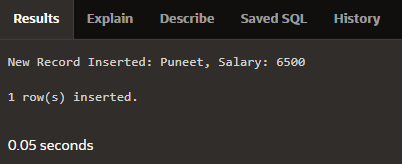 Results Explain Describe Saved SQL History
New Record Inserted: Puneet, Salary: 6500
1 row(s) inserted.
0.05 seconds